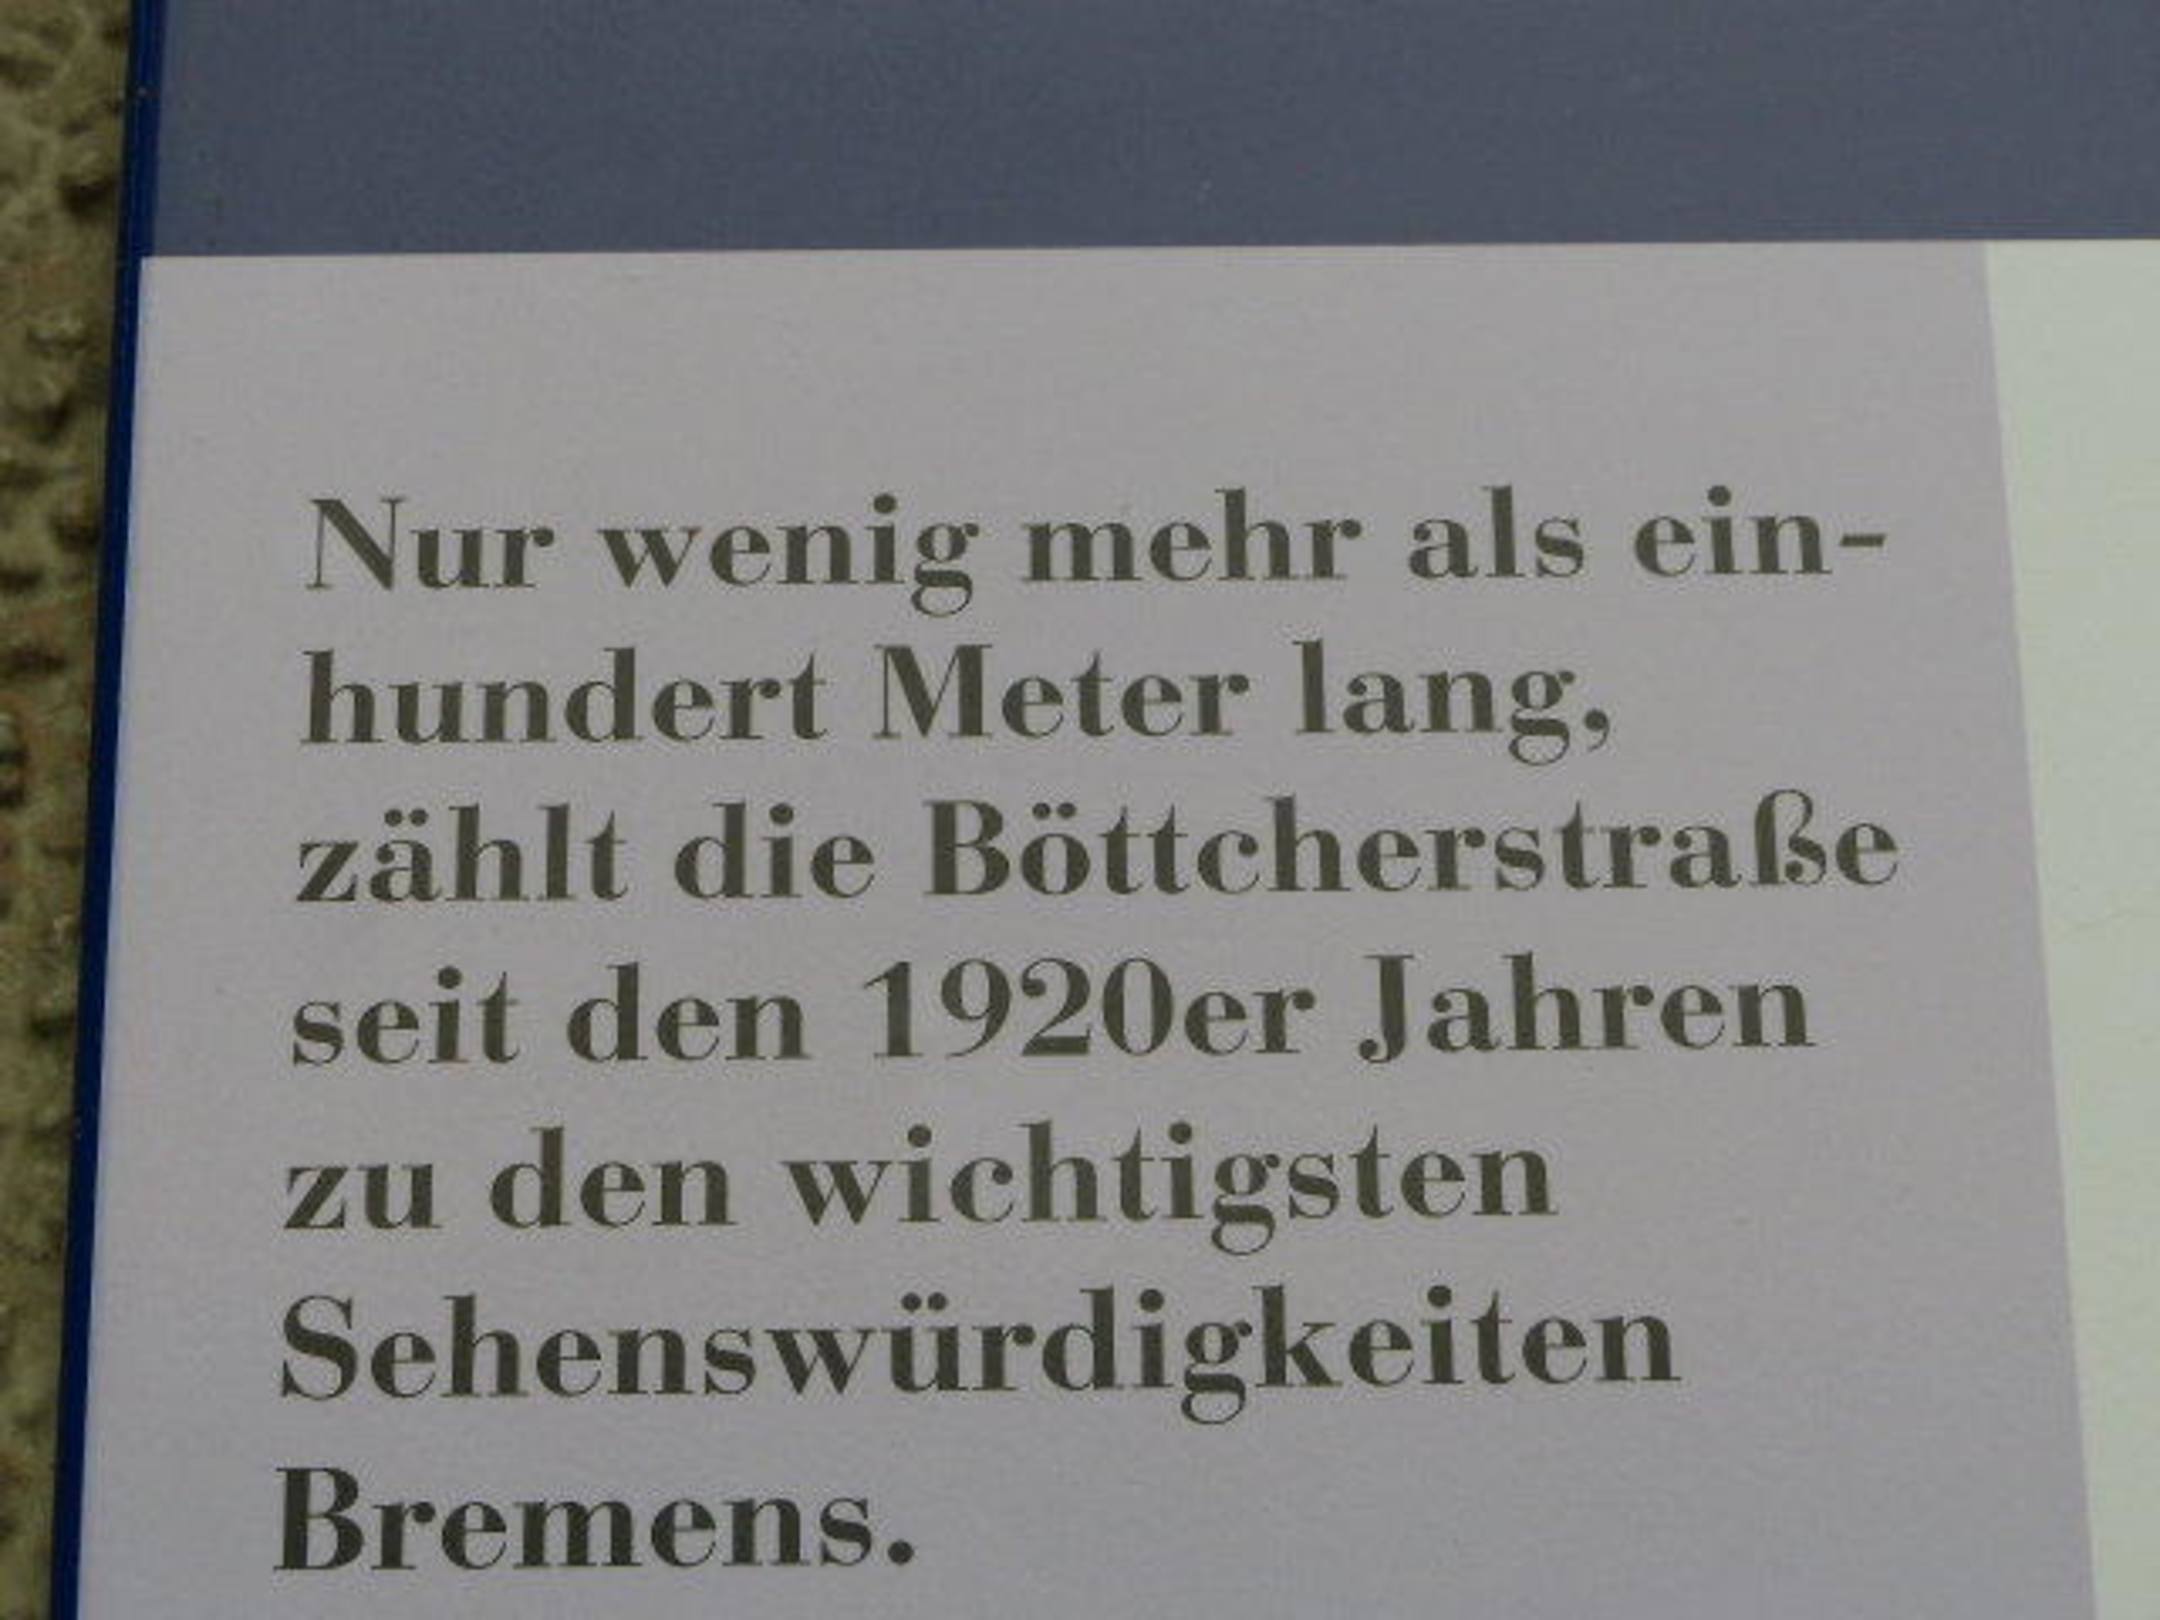 Nur wenig mehr als ein-
hundert Meter lang,
zählt die Böttcherstraße
seit den 1920er Jahren
zu den wichtigsten
Sehenswürdigkeiten
Bremens.